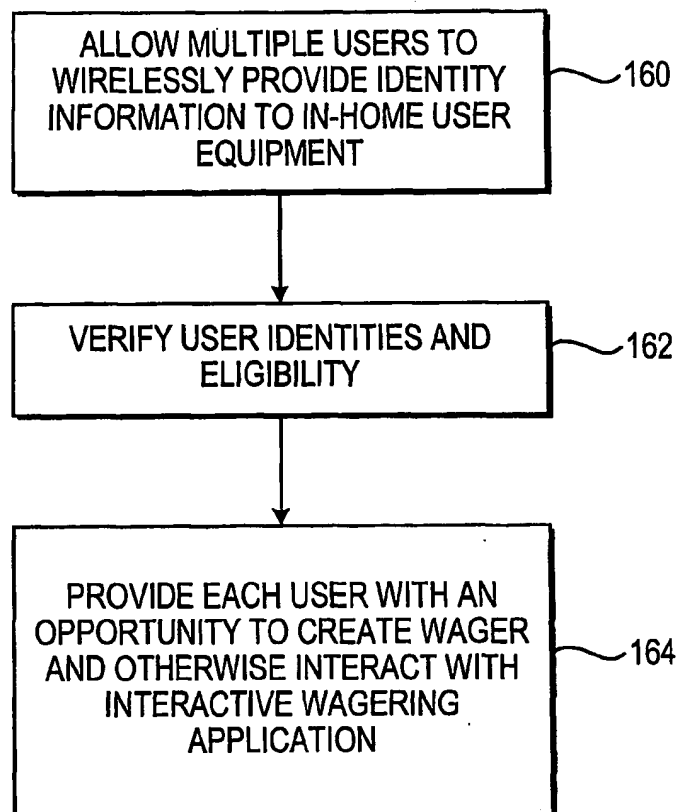 ALLOW MULTIPLE USERS TO
WIRELESSLY PROVIDE IDENTITY
INFORMATION TO IN-HOME USER
EQUIPMENT
160
VERIFY USER IDENTITIES AND
ELIGIBILITY
162
PROVIDE EACH USER WITH AN
OPPORTUNITY TO CREATE WAGER
AND OTHERWISE INTERACT WITH
INTERACTIVE WAGERING
APPLICATION
164